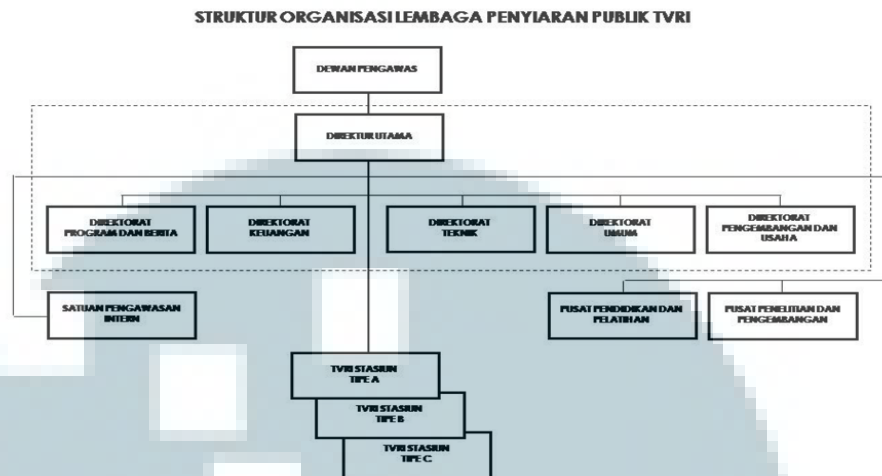 STRUKTUR ORGANISASI LEMBAGA PENYIARAN PUBLIK TVRI
DEWAN PENGAWAS
DIREKTUR UTAMA
DIREKTORAT
PROGRAM DAN BERITA
DIREKTORAT
KEUANGAN
DIREKTORAT
TEKNIK
DIREKTORAT
UMUM
DIREKTORAT
PENGEMBANGAN DAN
USAHA
SATUAN PENGAWASAN
INTERN
PUSAT PENDIDIKAN DAN
PELATIHAN
PUSAT PENELITIAN DAN
PENGEMBANGAN
TVRI STASIUN
TIPE A
TVRI STASIUN
TIPE B
TVRI STASIUN
TIPE C